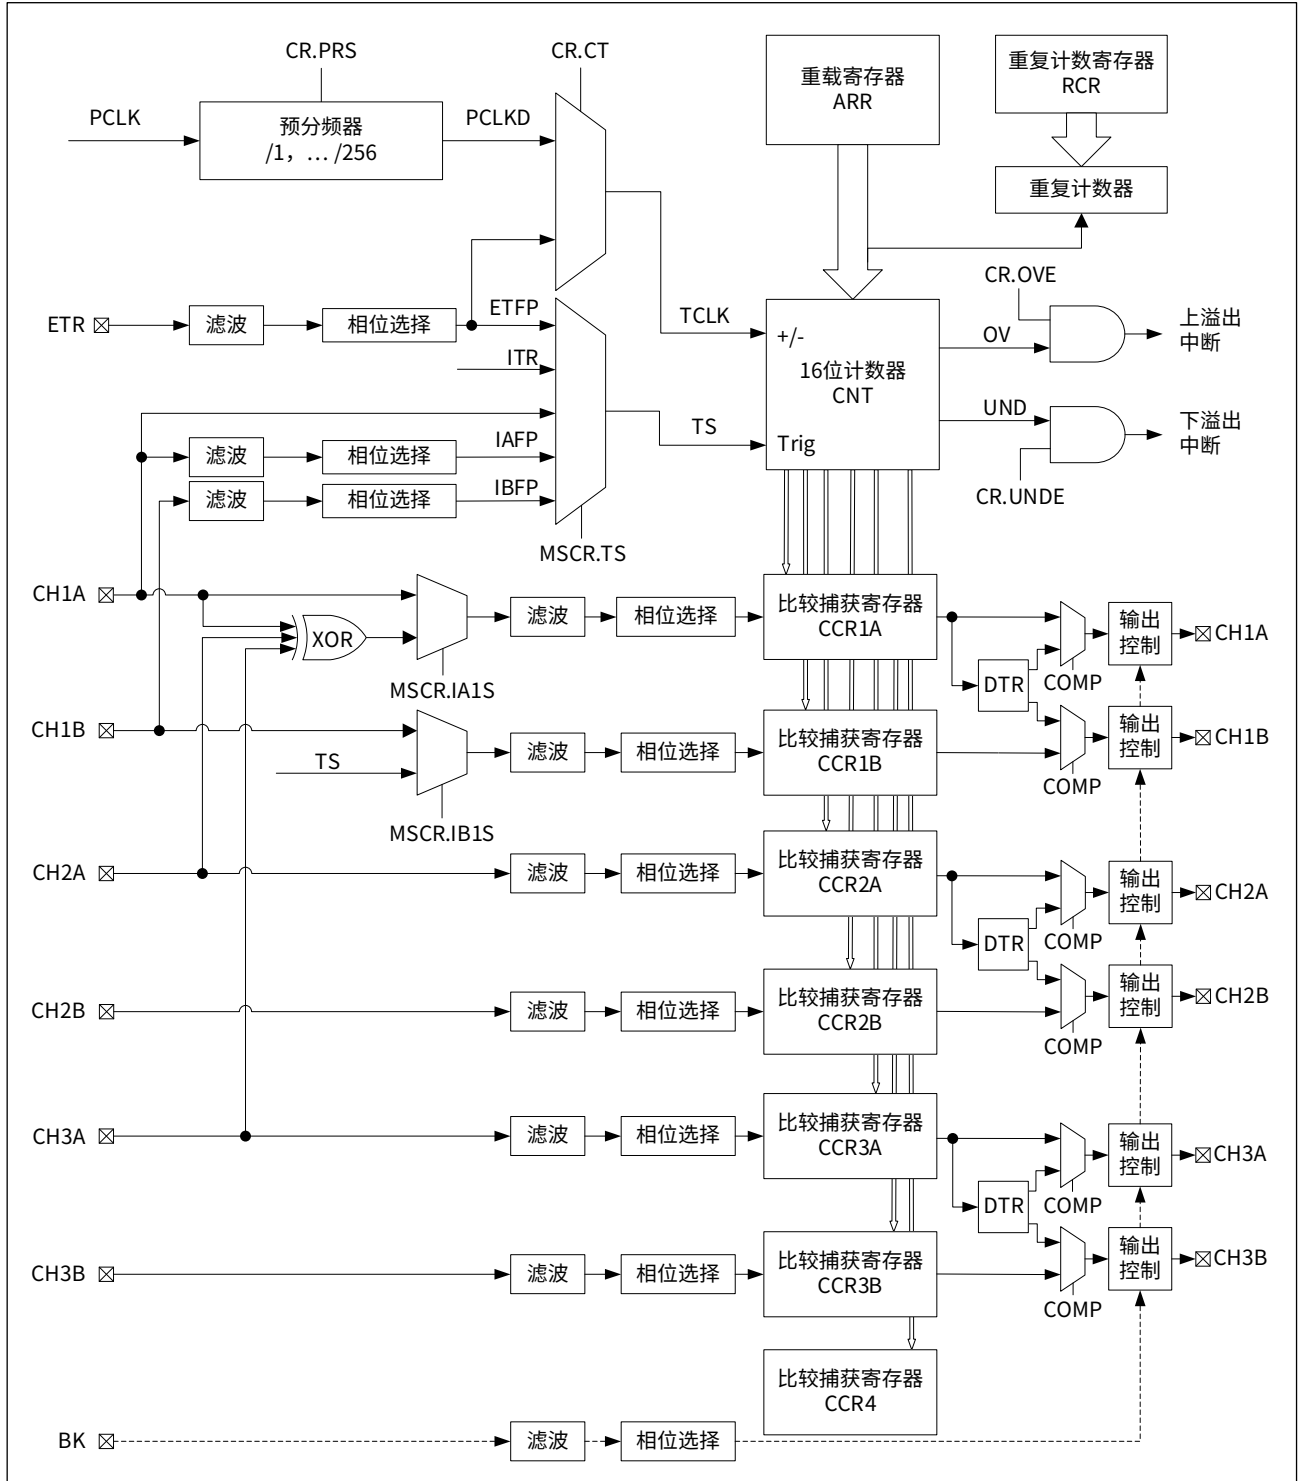 CR.PRS
CR.CT
PCLK
预分频器
/1，… /256
PCLKD
重载寄存器
ARR
重复计数寄存器
RCR
重复计数器
ETR
滤波
相位选择
ETFP
ITR
TCLK
+/-
16位计数器
CNT
Trig
CR.OVE
OV
上溢出
中断
UND
下溢出
中断
CR.UNDE
TS
滤波
相位选择
IAFP
滤波
相位选择
IBFP
MSCR.TS
CH1A
XOR
MSCR.IA1S
滤波
相位选择
比较捕获寄存器
CCR1A
DTR
COMP
输出
控制
CH1A
CH1B
TS
MSCR.IB1S
滤波
相位选择
比较捕获寄存器
CCR1B
COMP
输出
控制
CH1B
CH2A
滤波
相位选择
比较捕获寄存器
CCR2A
DTR
COMP
输出
控制
CH2A
CH2B
滤波
相位选择
比较捕获寄存器
CCR2B
COMP
输出
控制
CH2B
CH3A
滤波
相位选择
比较捕获寄存器
CCR3A
DTR
COMP
输出
控制
CH3A
CH3B
滤波
相位选择
比较捕获寄存器
CCR3B
COMP
输出
控制
CH3B
比较捕获寄存器
CCR4
BK
滤波
相位选择